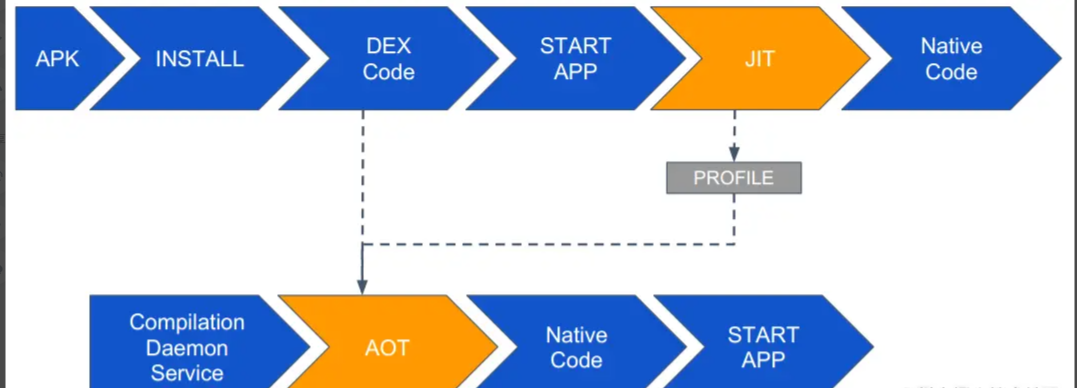 APK
INSTALL
DEX
Code
START
APP
JIT
Native
Code
PROFILE
Compilation
Daemon
Service
AOT
Native
Code
START
APP